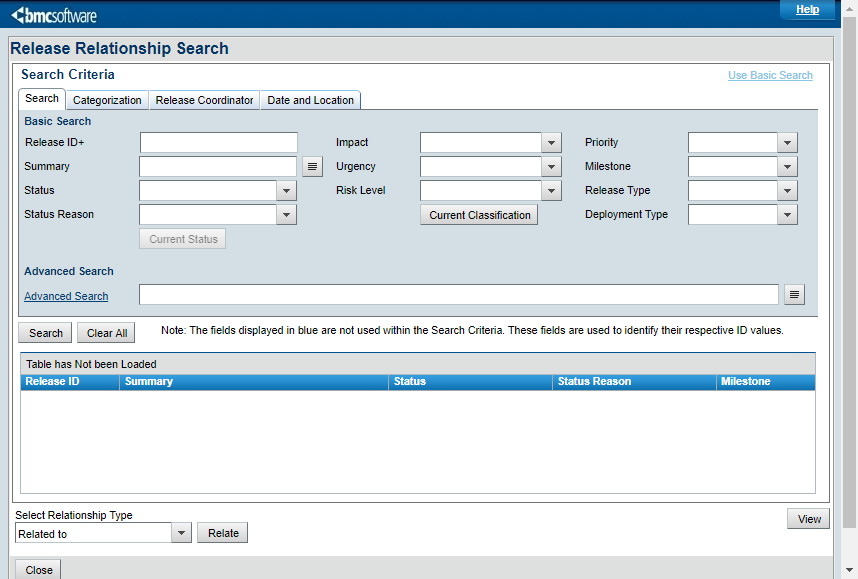 bmcsoftware
Help
Release Relationship Search
Search Criteria
Use Basic Search
Search Categorization Release Coordinator Date and Location
Basic Search
Release ID+ Impact Priority
Summary Urgency Milestone
Status Risk Level Release Type
Status Reason Current Classification Deployment Type
Current Status
Advanced Search
Advanced Search
Search Clear All Note: The fields displayed in blue are not used within the Search Criteria. These fields are used to identify their respective ID values.
Table has Not been Loaded
Release ID Summary Status Status Reason Milestone
Select Relationship Type
View
Related to Relate
Close